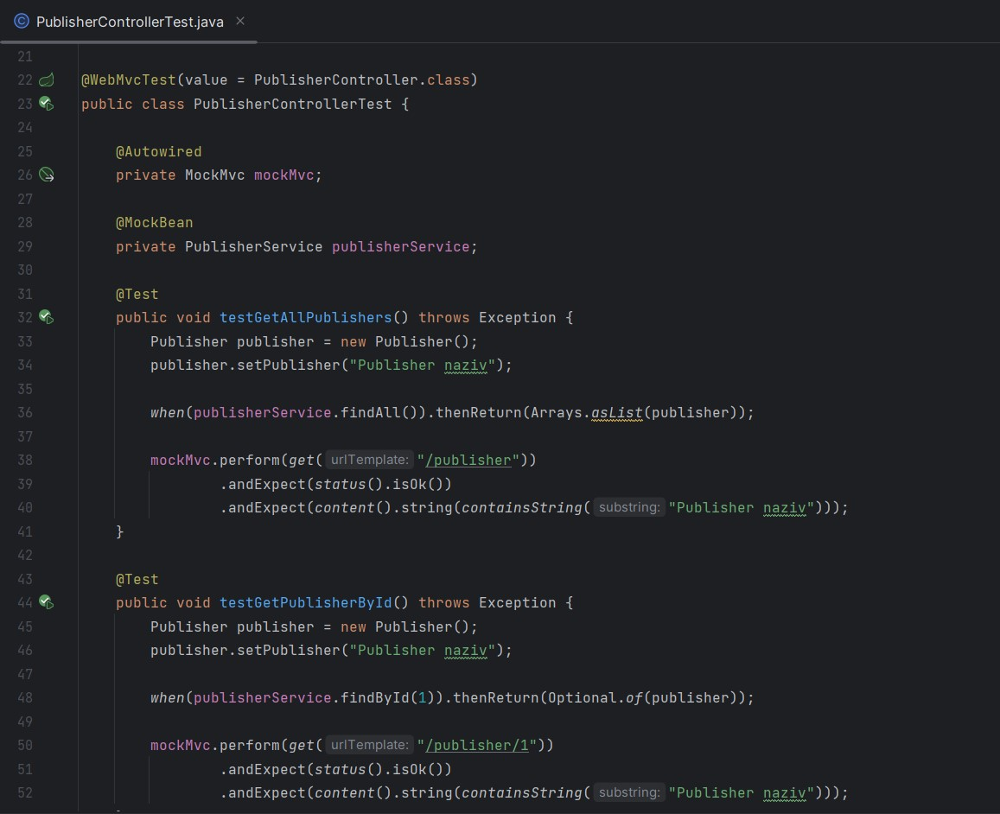 PublisherControllerTest.java
21
22 @WebMvcTest(value = PublisherController.class)
23 public class PublisherControllerTest {
24
25     @Autowired
26     private MockMvc mockMvc;
27
28     @MockBean
29     private PublisherService publisherService;
30
31     @Test
32     public void testGetAllPublishers() throws Exception {
33         Publisher publisher = new Publisher();
34         publisher.setPublisher("Publisher naziv");
35
36         when(publisherService.findAll()).thenReturn(Arrays.asList(publisher));
37
38         mockMvc.perform(get( urlTemplate: "/publisher"))
39                 .andExpect(status().isOk())
40                 .andExpect(content().string(containsString( substring: "Publisher naziv")));
41     }
42
43     @Test
44     public void testGetPublisherById() throws Exception {
45         Publisher publisher = new Publisher();
46         publisher.setPublisher("Publisher naziv");
47
48         when(publisherService.findById(1)).thenReturn(Optional.of(publisher));
49
50         mockMvc.perform(get( urlTemplate: "/publisher/1"))
51                 .andExpect(status().isOk())
52                 .andExpect(content().string(containsString( substring: "Publisher naziv")));